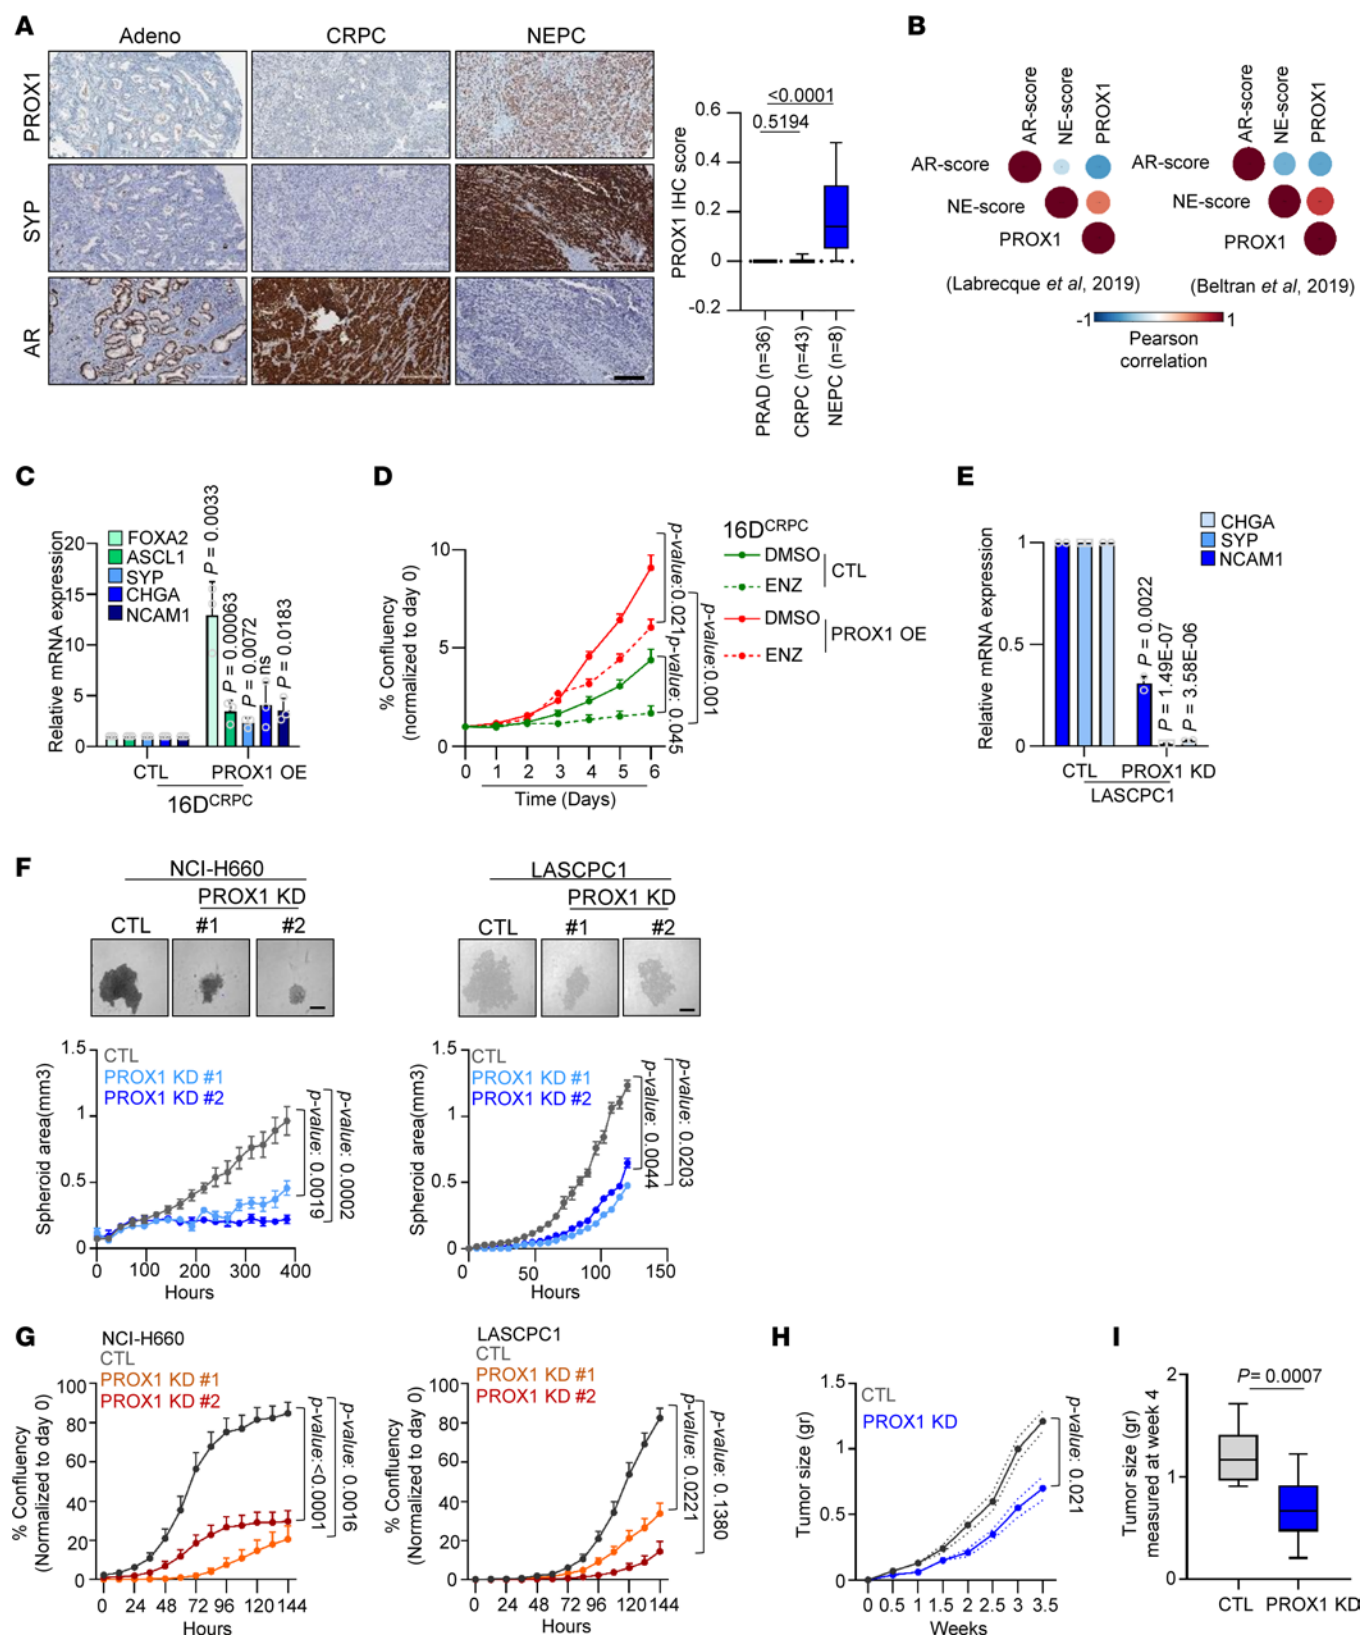 A
Adeno
CRPC
NEPC
PROX1
SYP
AR
PROX1 IHC score
0.6
0.4
0.2
0
-0.2
<0.0001
0.5194
PRAD (n=36)
CRPC (n=43)
NEPC (n=8)
B
AR-score
NE-score
PROX1
AR-score
NE-score
PROX1
(Labrecque et al, 2019)
AR-score
NE-score
PROX1
AR-score
NE-score
PROX1
(Beltran et al, 2019)
-1
1
Pearson
correlation
C
Relative mRNA expression
20
15
10
5
0
FOXA2
ASCL1
SYP
CHGA
NCAM1
P = 0.0033
P = 0.00063
P = 0.0072
ns
P = 0.0183
CTL
PROX1 OE
16DCRPC
D
% Confluency
(normalized to day 0)
10
5
0
0 1 2 3 4 5 6
Time (Days)
p-value:0.021
p-value: 0.045
p-value:0.001
16DCRPC
DMSO
ENZ
CTL
DMSO
ENZ
PROX1 OE
E
Relative mRNA expression
1
0.5
0
CHGA
SYP
NCAM1
P = 0.0022
P = 1.49E-07
P = 3.58E-06
CTL
PROX1 KD
LASCPC1
F
NCI-H660
PROX1 KD
CTL
#1
#2
LASCPC1
PROX1 KD
CTL
#1
#2
Spheroid area(mm3)
1.5
1
0.5
0
CTL
PROX1 KD #1
PROX1 KD #2
p-value: 0.0019
p-value: 0.0002
0 100 200 300 400
Hours
Spheroid area(mm3)
1.5
1
0.5
0
CTL
PROX1 KD #1
PROX1 KD #2
p-value: 0.0044
p-value: 0.0203
0 50 100 150
Hours
G
NCI-H660
CTL
PROX1 KD #1
PROX1 KD #2
% Confluency
(Normalized to day 0)
100
80
60
40
20
0
p-value:<0.0001
p-value: 0.0016
0 24 48 72 96 120 144
Hours
LASCPC1
CTL
PROX1 KD #1
PROX1 KD #2
% Confluency
(Normalized to day 0)
100
80
60
40
20
0
p-value: 0.0221
p-value: 0.1380
0 24 48 72 96 120 144
Hours
H
Tumor size (gr)
1.5
1
0.5
0
CTL
PROX1 KD
p-value: 0.021
0 0.5 1 1.5 2 2.5 3 3.5
Weeks
I
Tumor size (gr)
measured at week 4
2
1
0
P= 0.0007
CTL
PROX1 KD